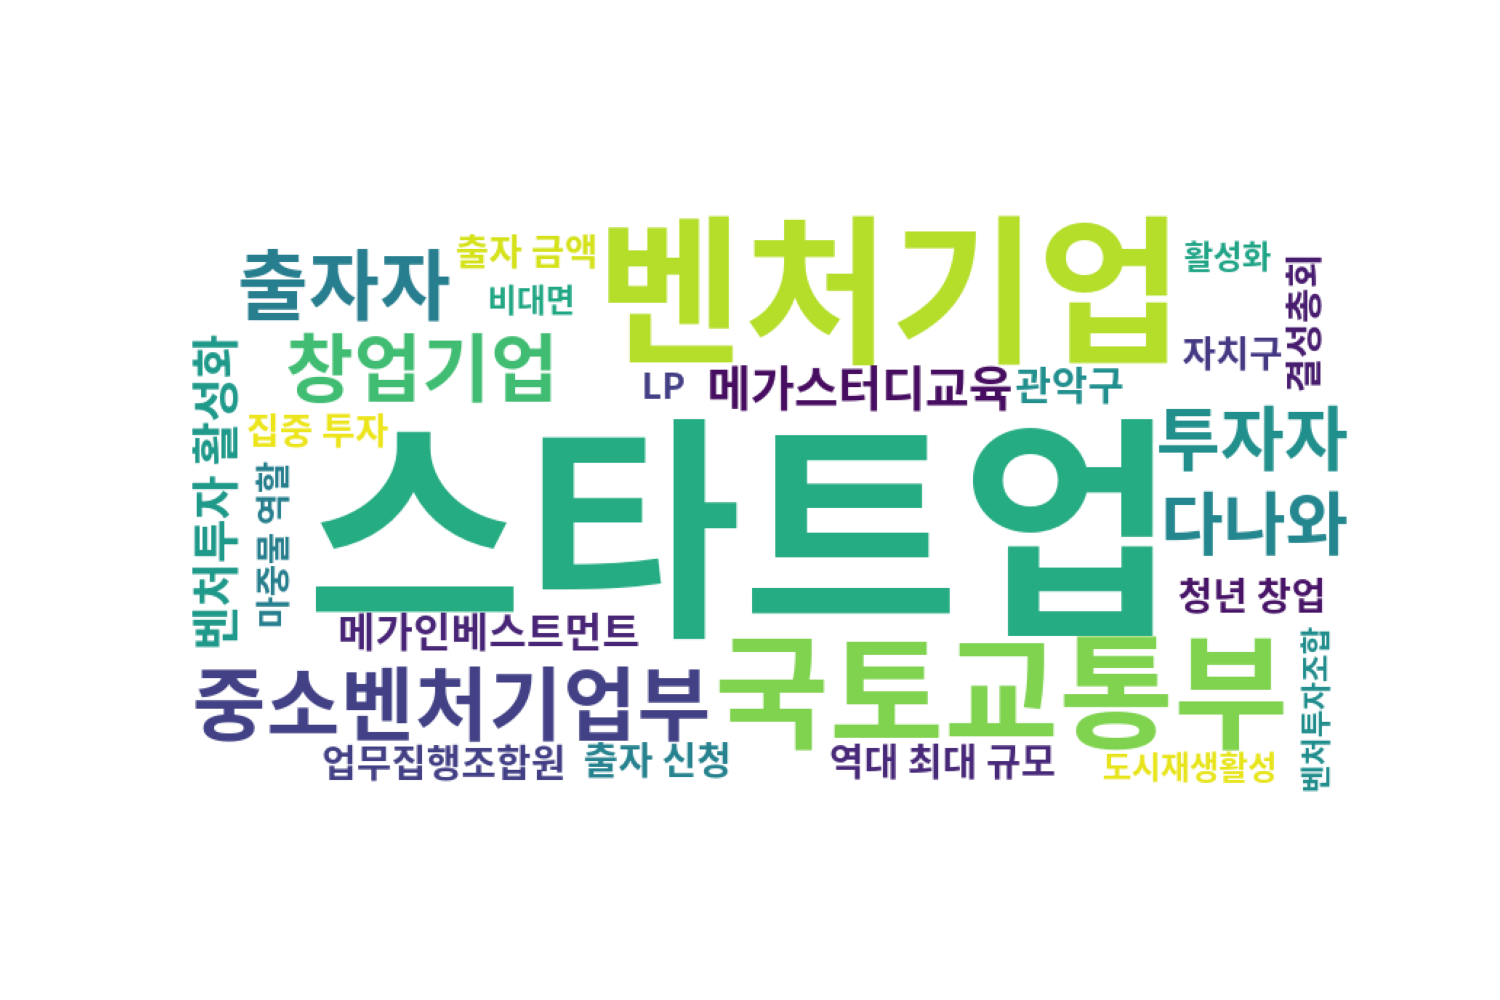 벤처기업
출자자
출자 금액
활성화
결성총회
비대면
창업기업
자치구
LP
메가스터디교육
관악구
벤처투자 활성화
집중 투자
스타트업
투자자
마중물 역할
다나와
청년 창업
메가인베스트먼트
국토교통부
중소벤처기업부
벤처투자조합
업무집행조합원
출자 신청
역대 최대 규모
도시재생활성